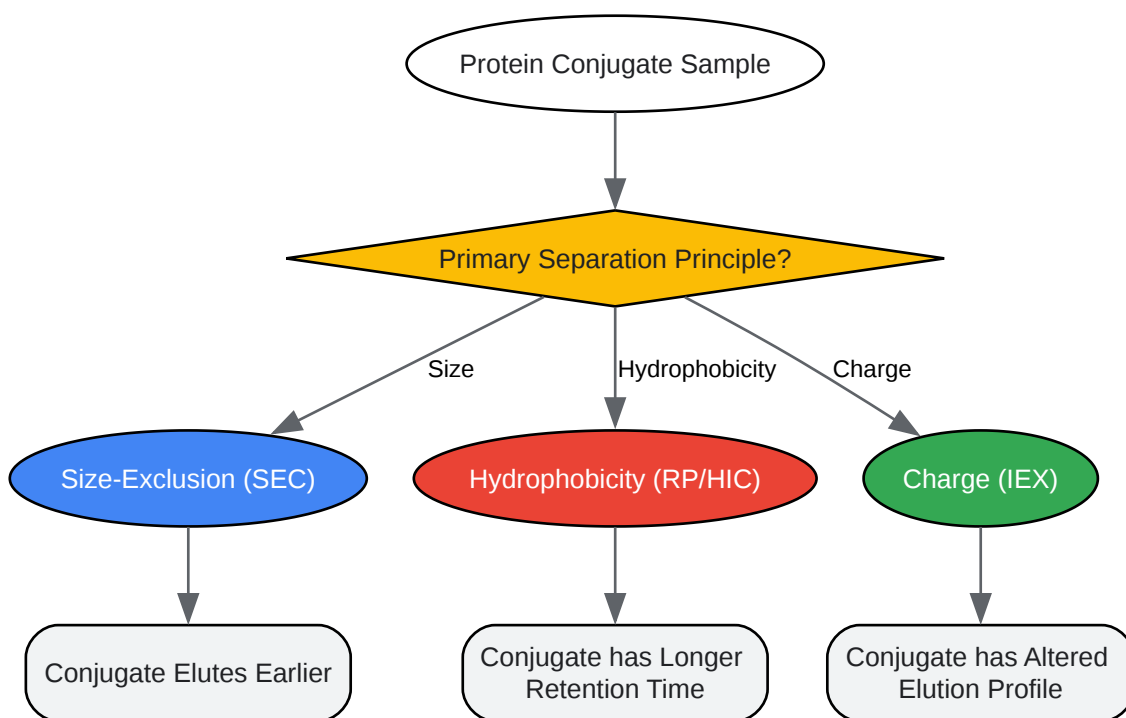 Protein Conjugate Sample
Primary Separation Principle?
Size
Hydrophobicity
Charge
Size-Exclusion (SEC)
Hydrophobicity (RP/HIC)
Charge (IEX)
Conjugate Elutes Earlier
Conjugate has Longer
Retention Time
Conjugate has Altered
Elution Profile